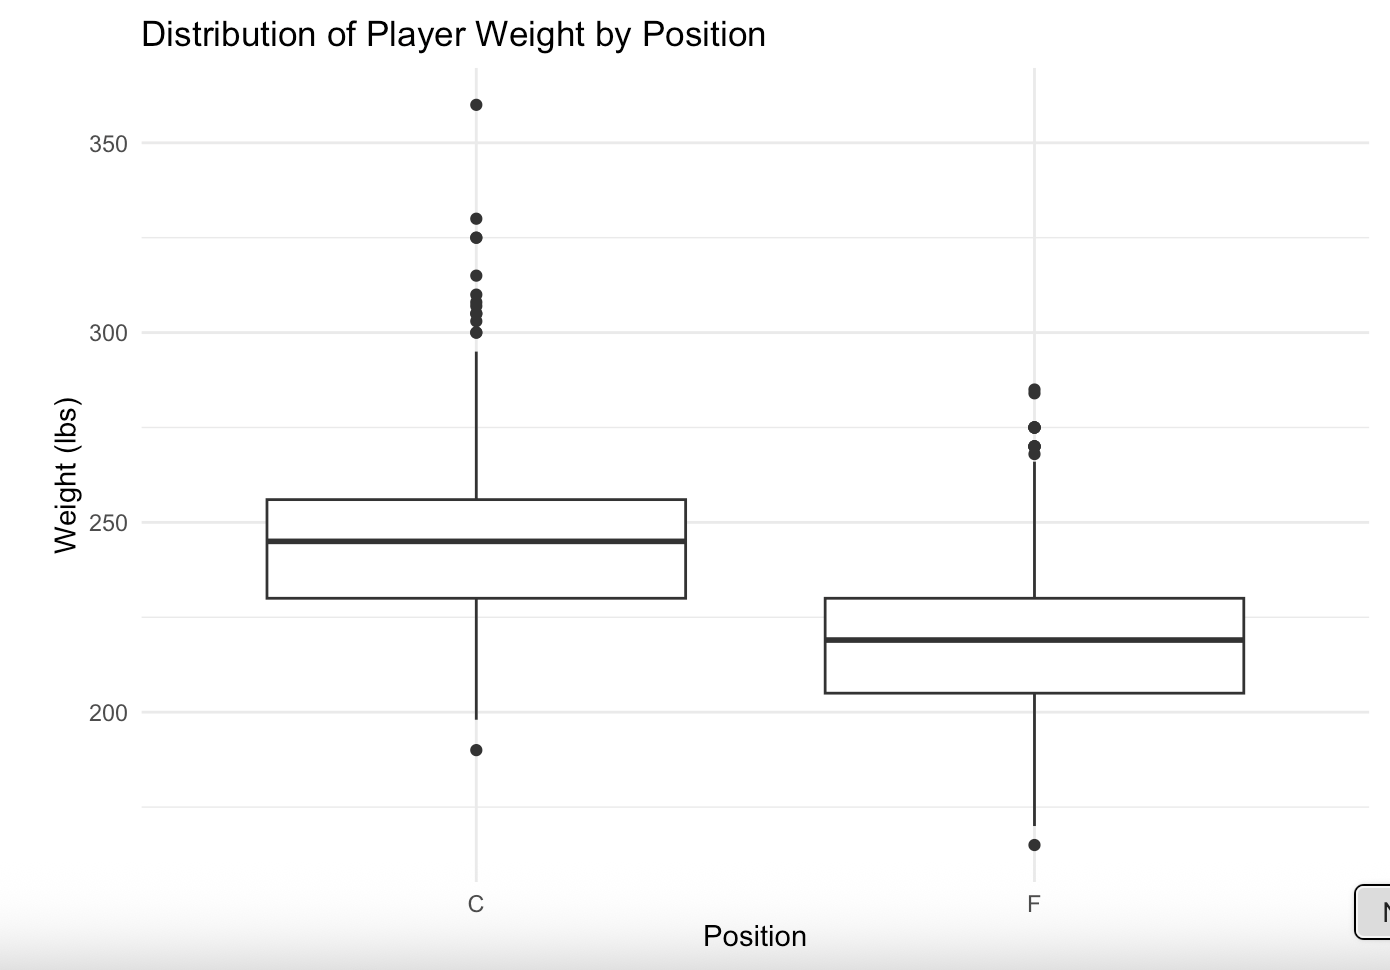 Distribution of Player Weight by Position
350
300
250
200
Weight (lbs)
C
F
Position
N